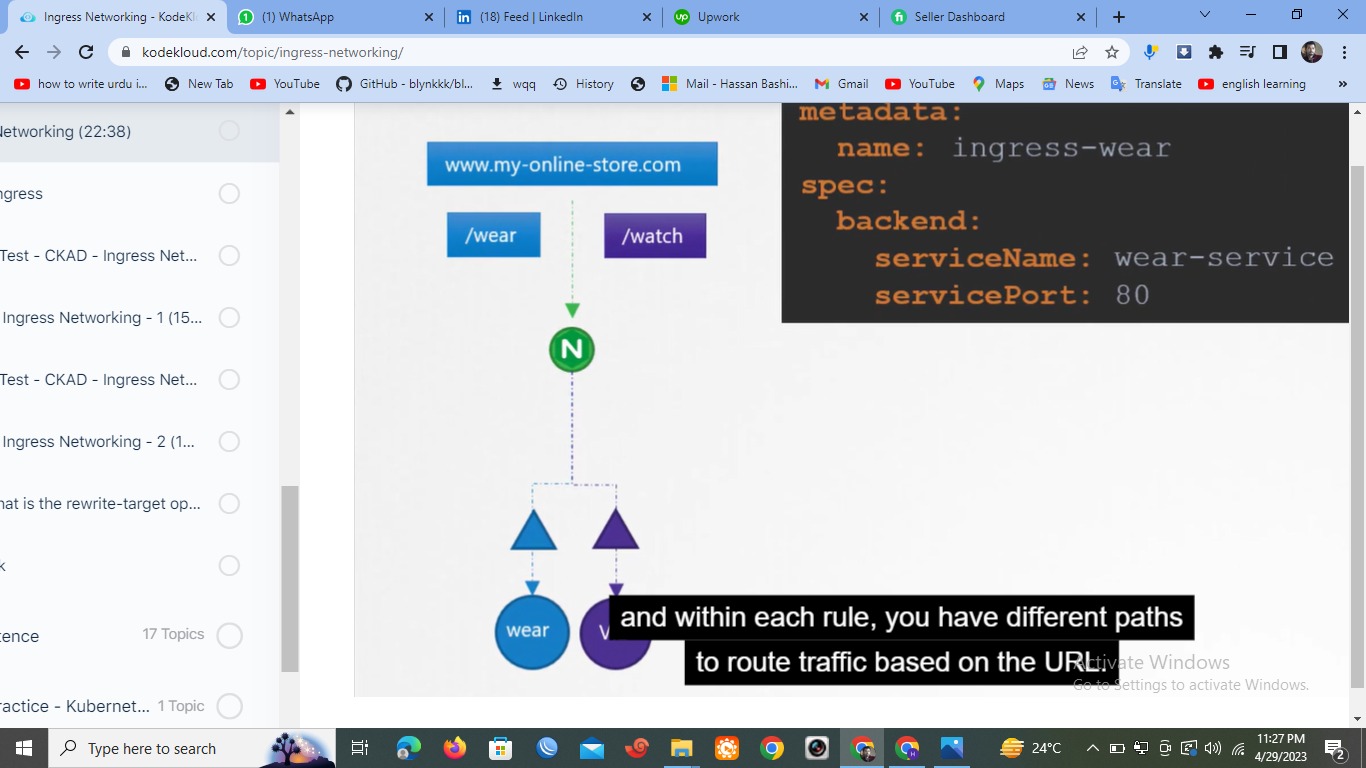 Ingress Networking - KodeKl
(1) WhatsApp
(18) Feed | LinkedIn
Upwork
Seller Dashboard
kodekloud.com/topic/ingress-networking/
how to write urdu i...
New Tab
YouTube
GitHub - blynkkk/bl...
wqq
History
Mail - Hassan Bashi...
Gmail
YouTube
Maps
News
Translate
english learning
»
Networking (22:38)
ngress
Test - CKAD - Ingress Net...
Ingress Networking - 1 (15...
Test - CKAD - Ingress Net...
Ingress Networking - 2 (1...
hat is the rewrite-target op...
k
tence 17 Topics
ractice - Kubernet... 1 Topic
www.my-online-store.com
/wear
/watch
N
wear
metadata:
name: ingress-wear
spec:
backend:
serviceName: wear-service
servicePort: 80
and within each rule, you have different paths
to route traffic based on the URL.
Activate Windows
Go to Settings to activate Windows.
Type here to search
24°C
11:27 PM
4/29/2023
2